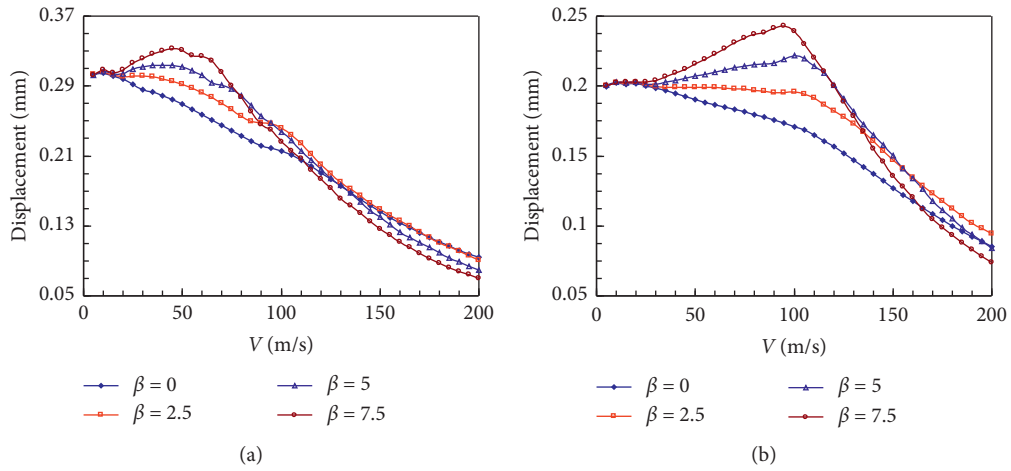 0.37
0.29
0.21
0.13
0.05
Displacement (mm)
0
50
100
150
200
V (m/s)
β = 0
β = 5
β = 2.5
β = 7.5
(a)
0.25
0.2
0.15
0.1
0.05
Displacement (mm)
0
50
100
150
200
V (m/s)
β = 0
β = 5
β = 2.5
β = 7.5
(b)